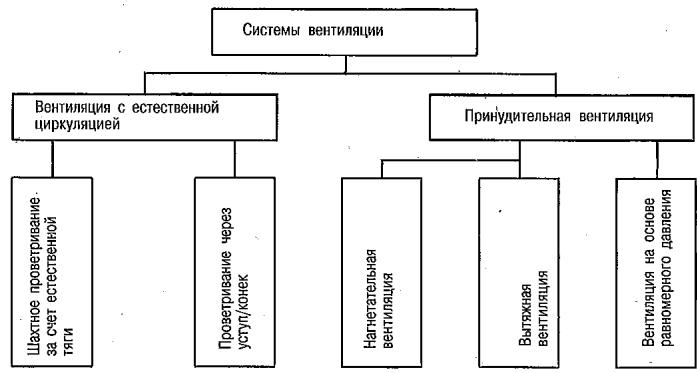 Системы вентиляции
Вентиляция с естественной
циркуляцией
Принудительная вентиляция
Шахтное проветривание
за счет естественной
тяги
Проветривание через
уступ/конек
Нагнетательная
вентиляция
Вытяжная
вентиляция
Вентиляция на основе
равномерного давления